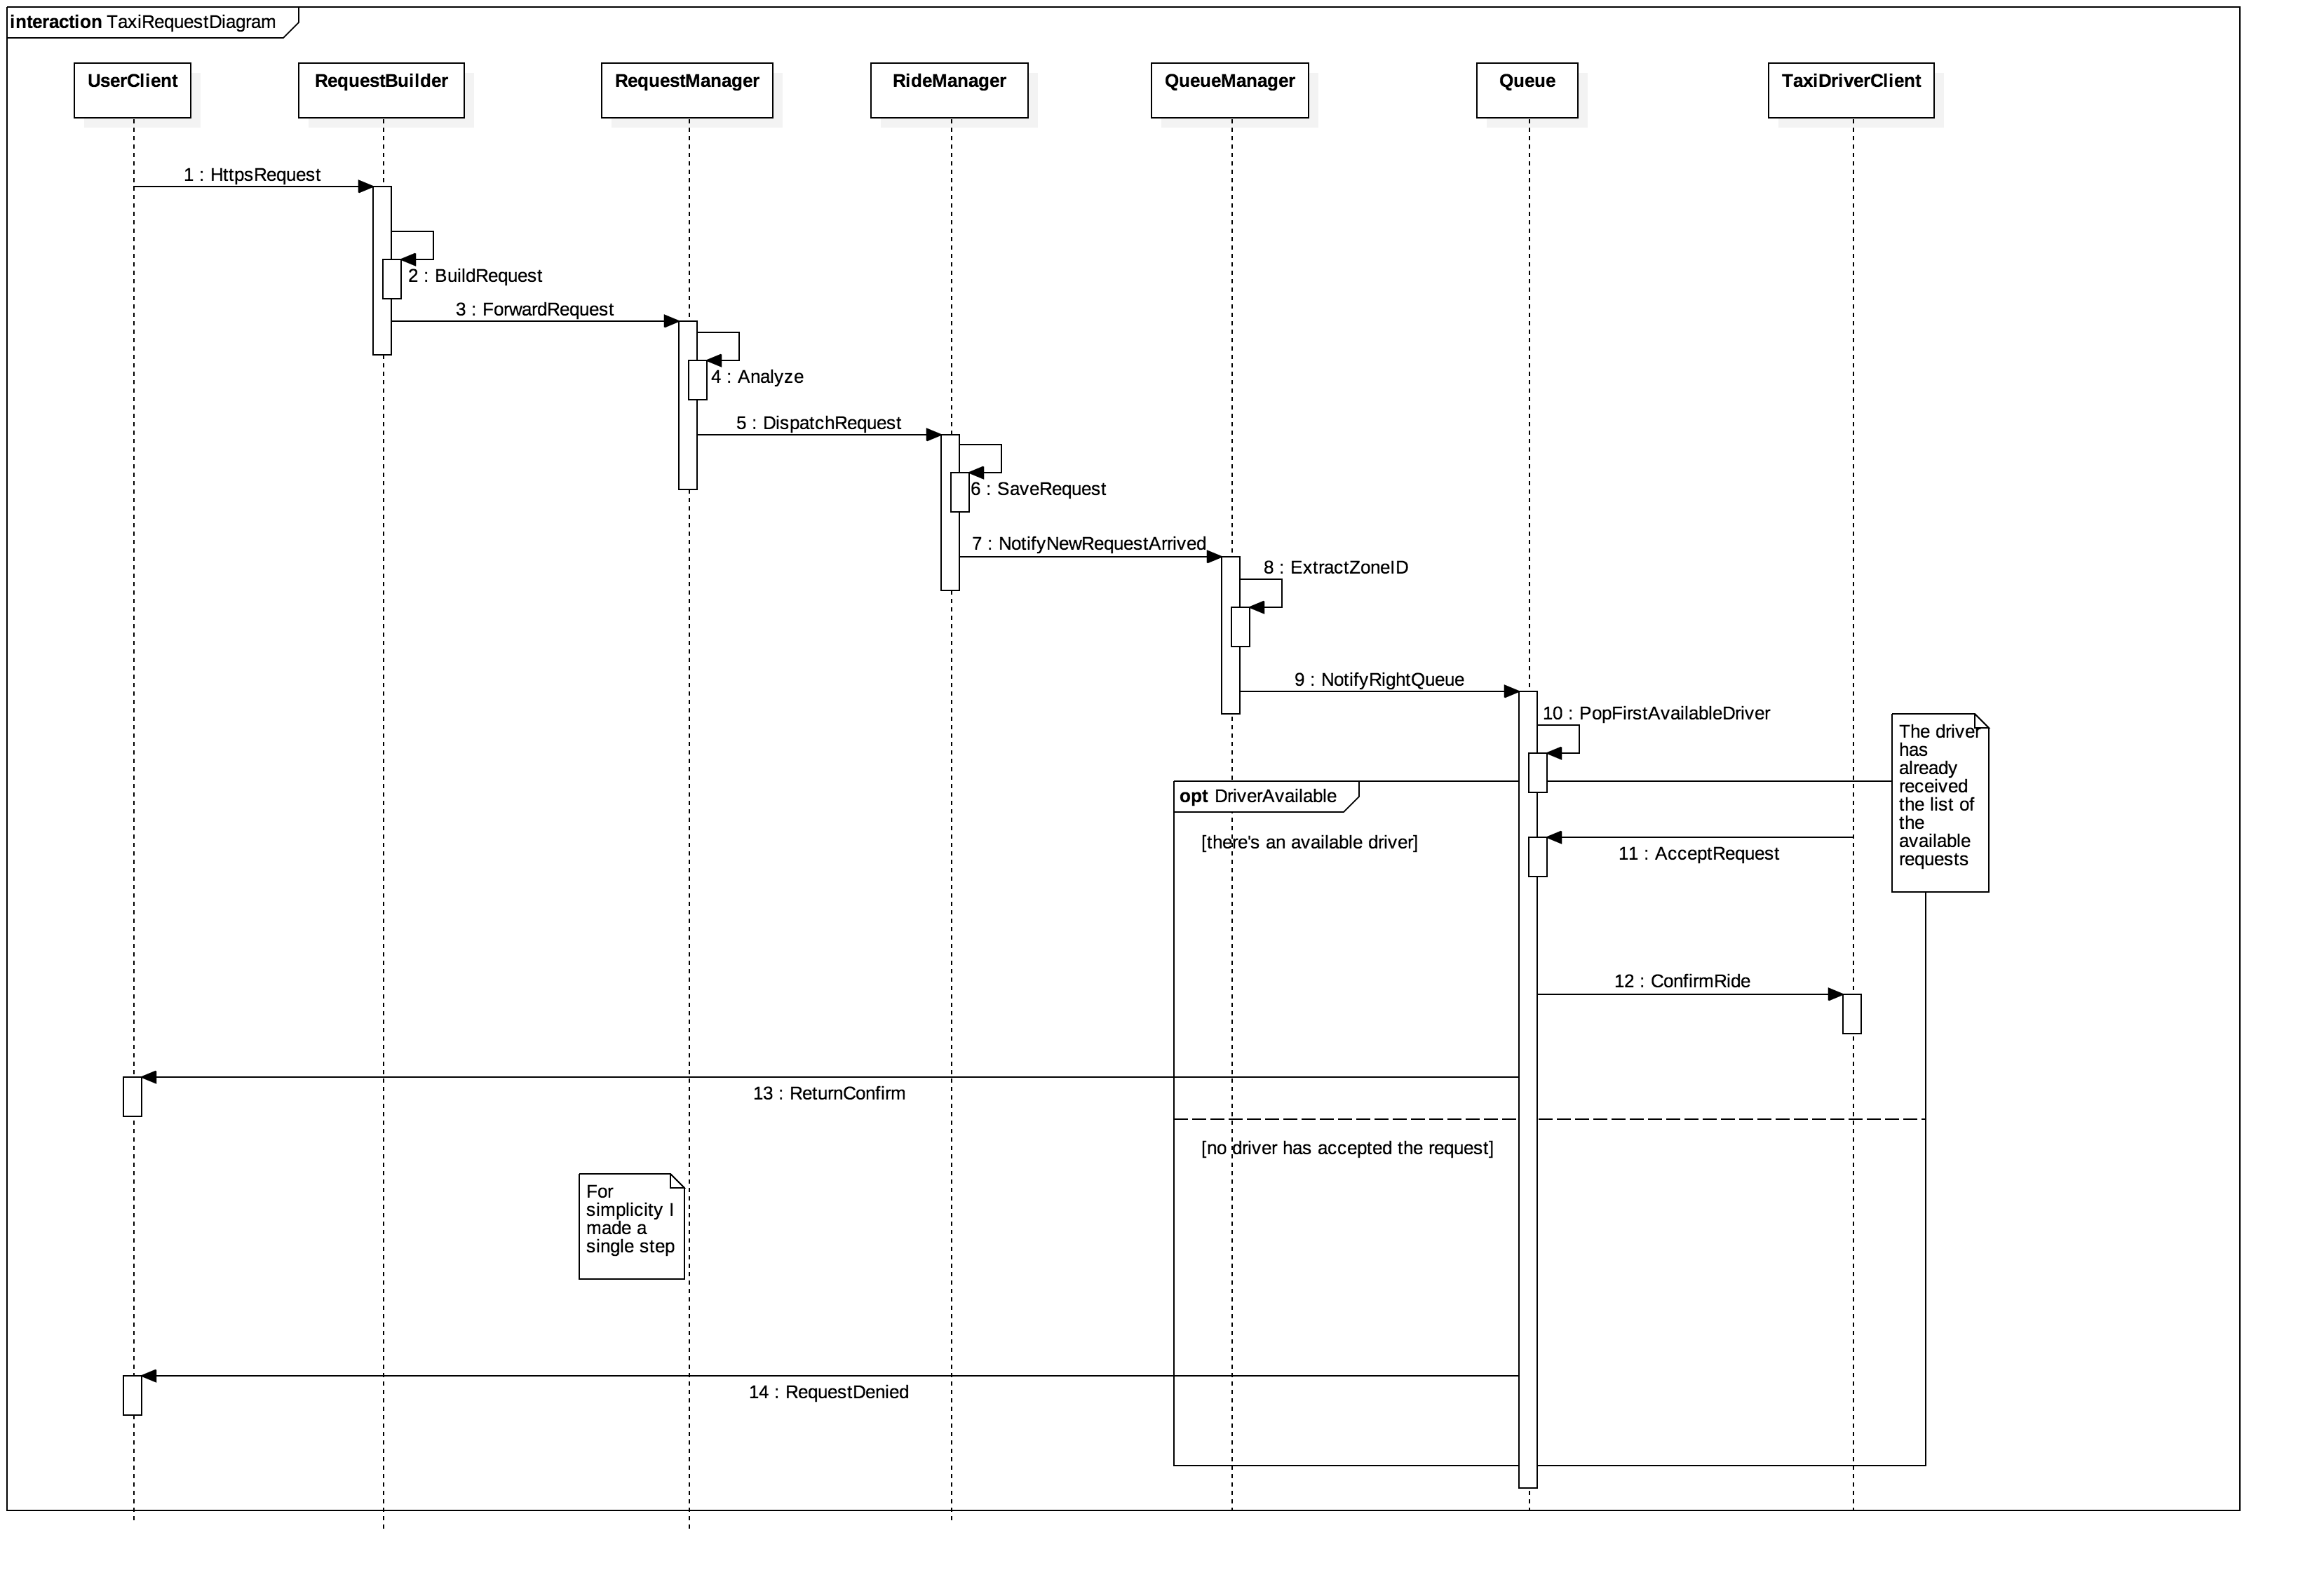 interaction TaxiRequestDiagram
UserClient
RequestBuilder
RequestManager
RideManager
QueueManager
Queue
TaxiDriverClient
1 : HttpsRequest
2 : BuildRequest
3 : ForwardRequest
4 : Analyze
5 : DispatchRequest
6 : SaveRequest
7 : NotifyNewRequestArrived
8 : ExtractZoneID
9 : NotifyRightQueue
10 : PopFirstAvailableDriver
The driver
has
already
received
the list of
the
available
requests
opt DriverAvailable
[there's an available driver]
11 : AcceptRequest
12 : ConfirmRide
13 : ReturnConfirm
[no driver has accepted the request]
For
simplicity I
made a
single step
14 : RequestDenied